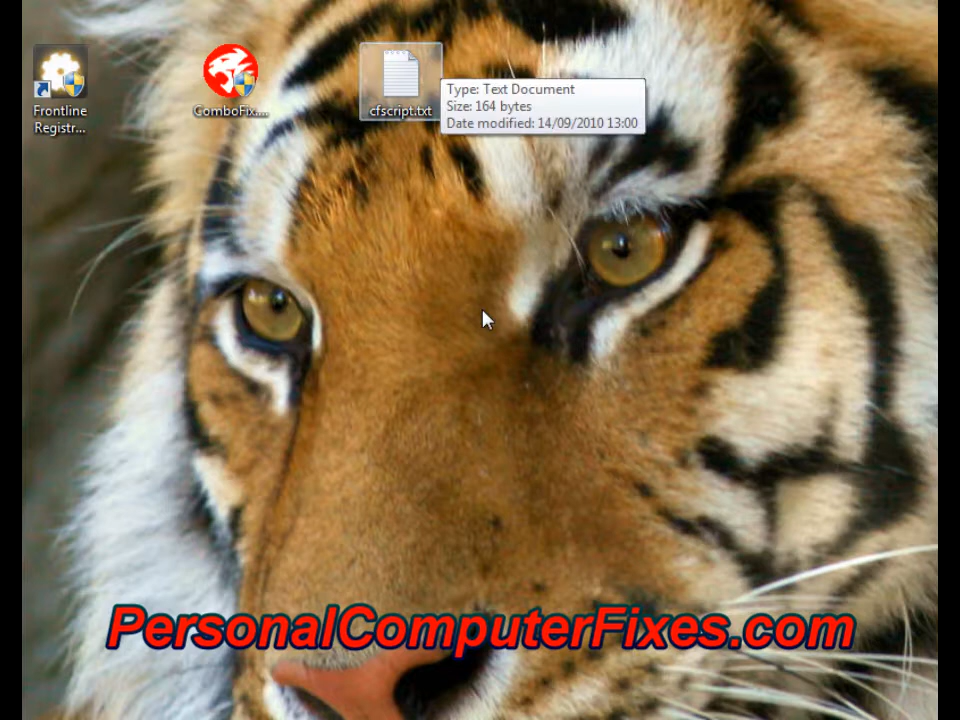 Frontline
Registr...
ComboFix....
cfscript.txt
Type: Text Document
Size: 164 bytes
Date modified: 14/09/2010 13:00
PersonalComputerFixes.com